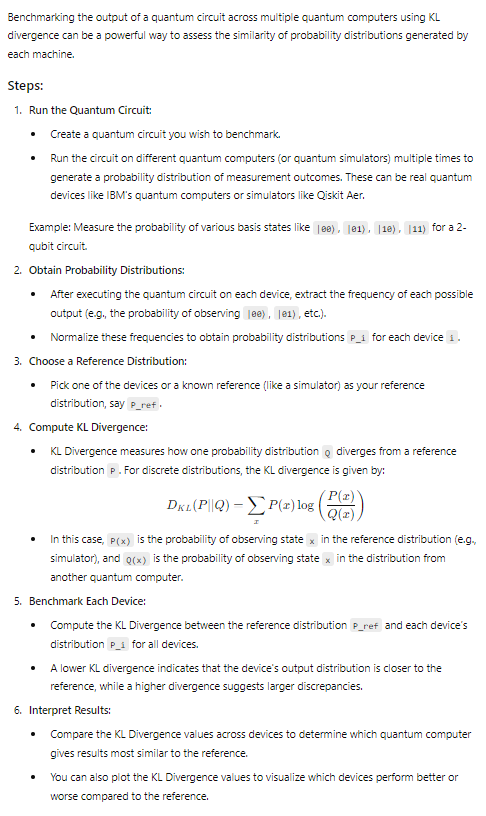 Benchmarking the output of a quantum circuit across multiple quantum computers using KL
divergence can be a powerful way to assess the similarity of probability distributions generated by
each machine.
Steps:
1. Run the Quantum Circuit:
• Create a quantum circuit you wish to benchmark.
• Run the circuit on different quantum computers (or quantum simulators) multiple times to
generate a probability distribution of measurement outcomes. These can be real quantum
devices like IBM's quantum computers or simulators like Qiskit Aer.
Example: Measure the probability of various basis states like |00⟩, |01⟩, |10⟩, |11⟩ for a 2-
qubit circuit.
2. Obtain Probability Distributions:
• After executing the quantum circuit on each device, extract the frequency of each possible
output (e.g., the probability of observing |00⟩, |01⟩, etc.).
• Normalize these frequencies to obtain probability distributions P_i for each device i.
3. Choose a Reference Distribution:
• Pick one of the devices or a known reference (like a simulator) as your reference
distribution, say P_ref.
4. Compute KL Divergence:
• KL Divergence measures how one probability distribution Q diverges from a reference
distribution P. For discrete distributions, the KL divergence is given by:
D_{KL}(P||Q) = ∑_x P(x) log (P(x)/Q(x))
• In this case, P(x) is the probability of observing state x in the reference distribution (e.g.,
simulator), and Q(x) is the probability of observing state x in the distribution from
another quantum computer.
5. Benchmark Each Device:
• Compute the KL Divergence between the reference distribution P_ref and each device's
distribution P_i for all devices.
• A lower KL divergence indicates that the device's output distribution is closer to the
reference, while a higher divergence suggests larger discrepancies.
6. Interpret Results:
• Compare the KL Divergence values across devices to determine which quantum computer
gives results most similar to the reference.
• You can also plot the KL Divergence values to visualize which devices perform better or
worse compared to the reference.